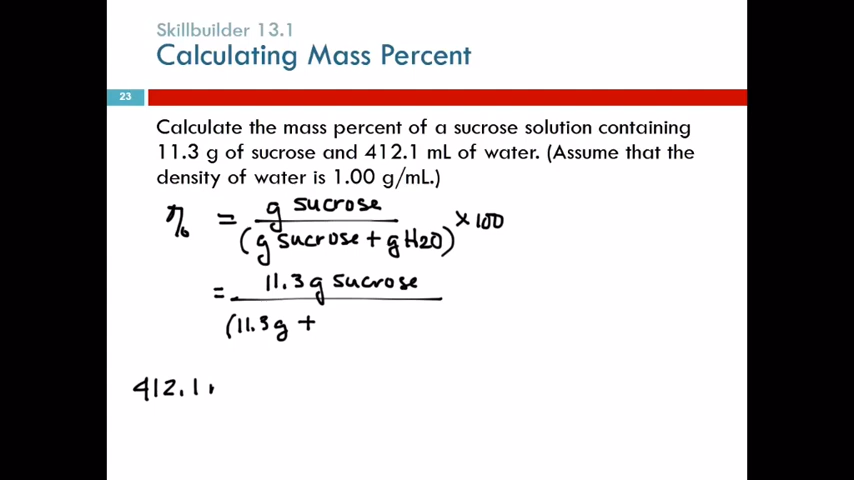 Skillbuilder 13.1
Calculating Mass Percent
23
Calculate the mass percent of a sucrose solution containing
11.3 g of sucrose and 412.1 mL of water. (Assume that the
density of water is 1.00 g/mL.)
% = g sucrose
(g sucrose + g H2O) × 100
= 11.3 g sucrose
(11.3 g +
412.1